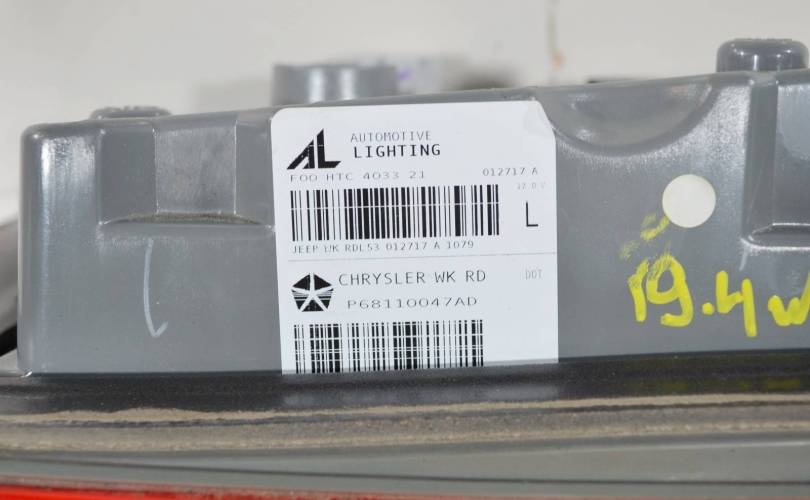 AL AUTOMOTIVE
LIGHTING
F00 HTC 4033 21 012717 A
12.0 V
L
JEEP WK RDL53 012717 A 1079
CHRYSLER WK RD DOT
P68110047AD
19.4w